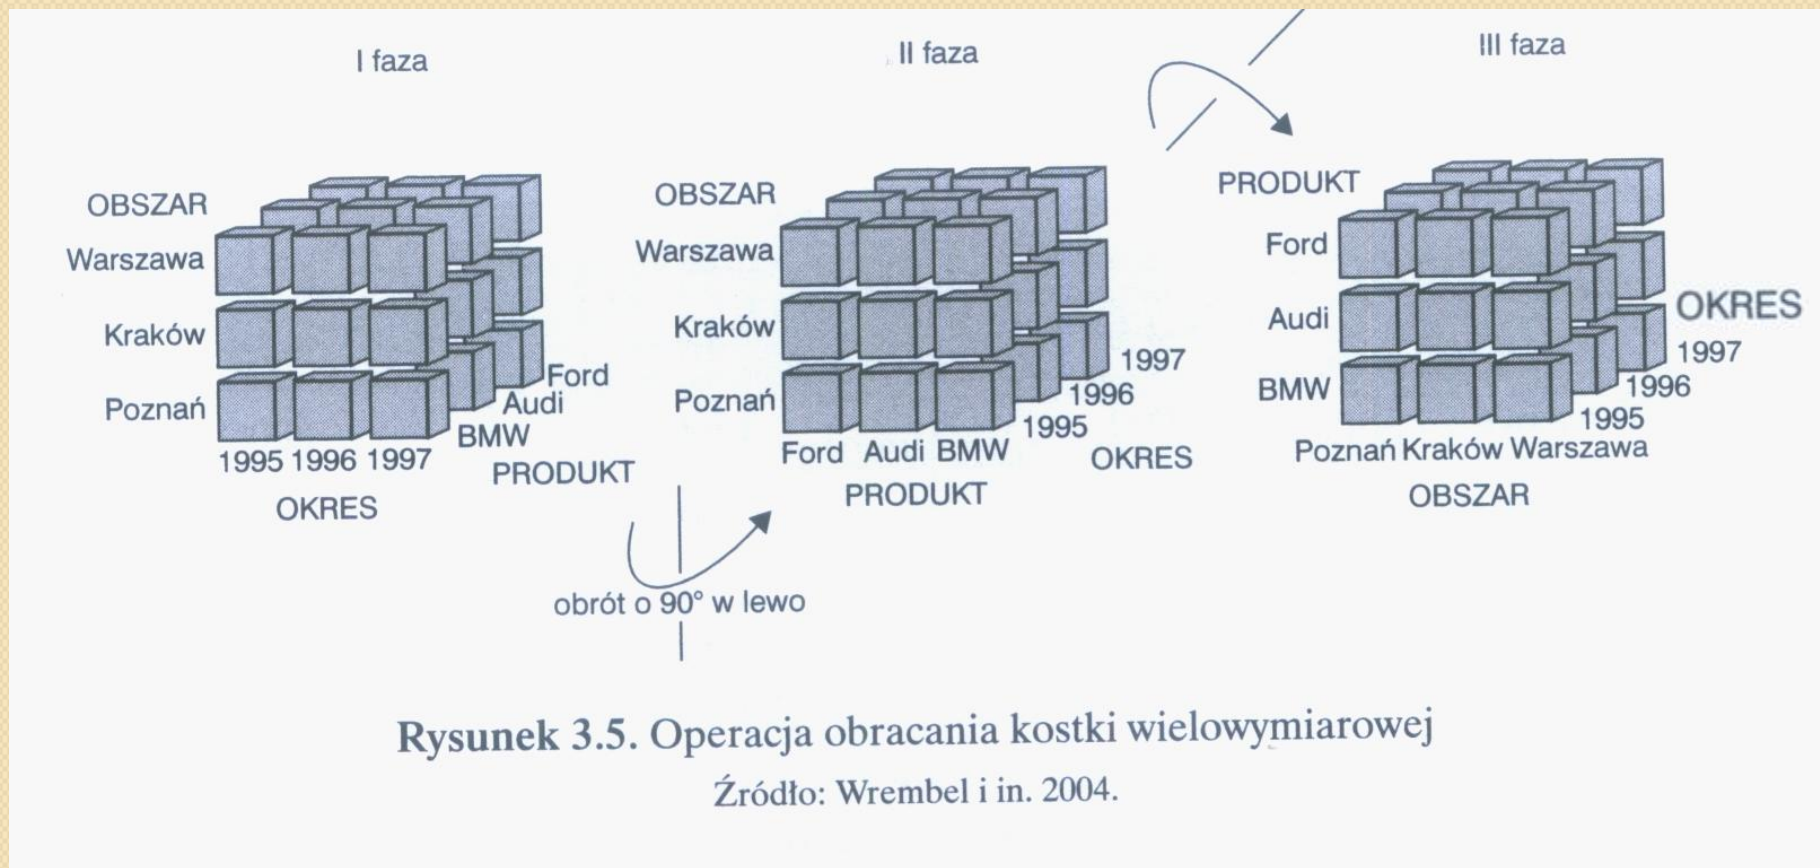 I faza
OBSZAR
Warszawa
Kraków
Poznań
1995 1996 1997
OKRES
Ford
Audi
BMW
PRODUKT
obrót o 90° w lewo
II faza
OBSZAR
Warszawa
Kraków
Poznań
Ford Audi BMW
PRODUKT
1997
1996
1995
OKRES
III faza
PRODUKT
Ford
Audi
BMW
OKRES
1997
1996
1995
Poznań Kraków Warszawa
OBSZAR
Rysunek 3.5. Operacja obracania kostki wielowymiarowej
Źródło: Wrembel i in. 2004.